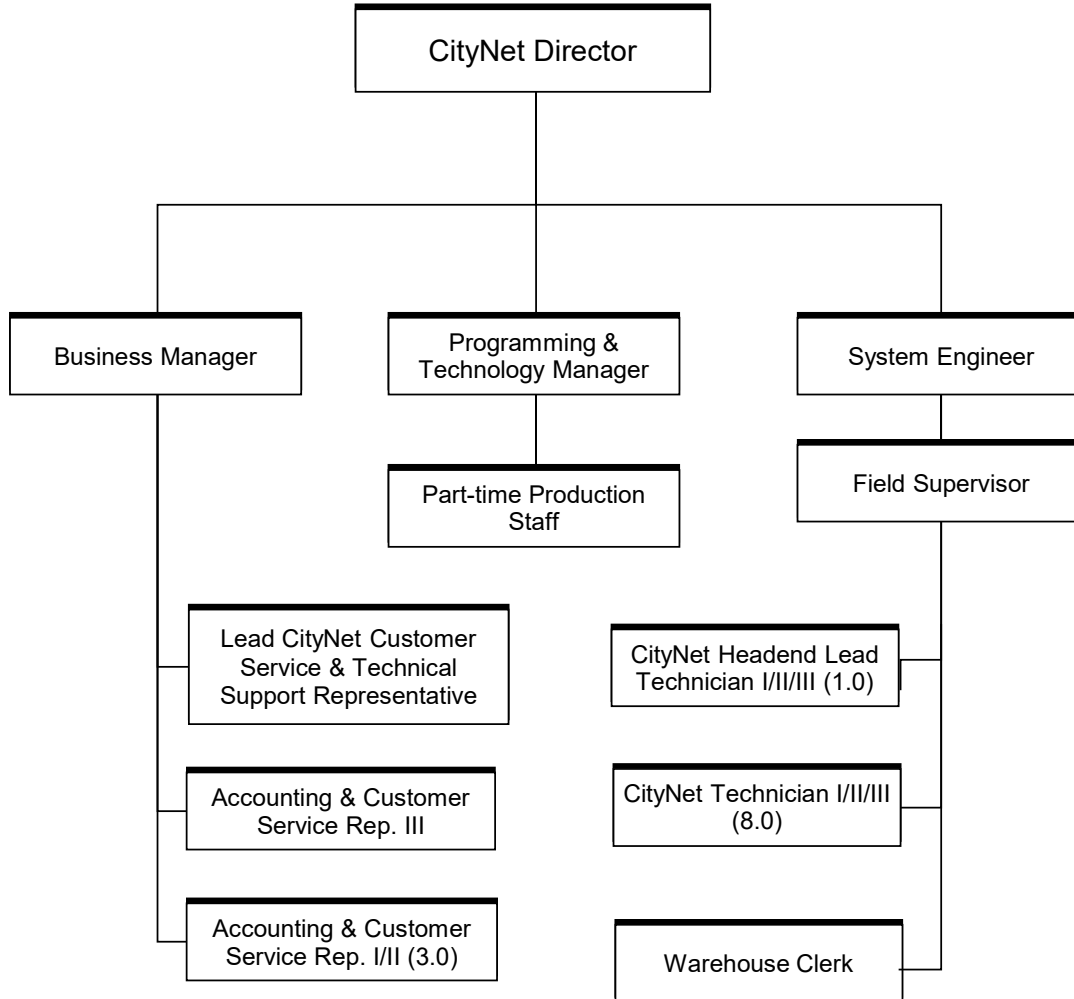 CityNet Director
Business Manager
Programming &
Technology Manager
System Engineer
Part-time Production
Staff
Field Supervisor
Lead CityNet Customer
Service & Technical
Support Representative
CityNet Headend Lead
Technician I/II/III (1.0)
Accounting & Customer
Service Rep. III
CityNet Technician I/II/III
(8.0)
Accounting & Customer
Service Rep. I/II (3.0)
Warehouse Clerk